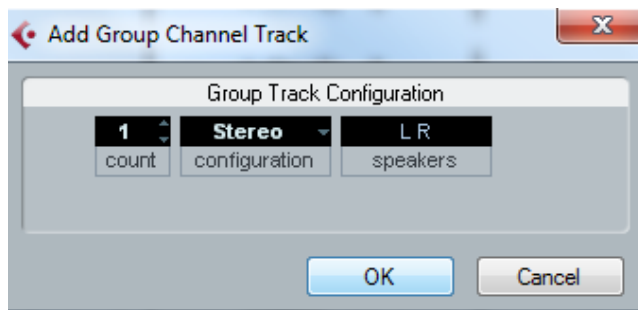 Add Group Channel Track
Group Track Configuration
1 Stereo L R
count configuration speakers
OK Cancel